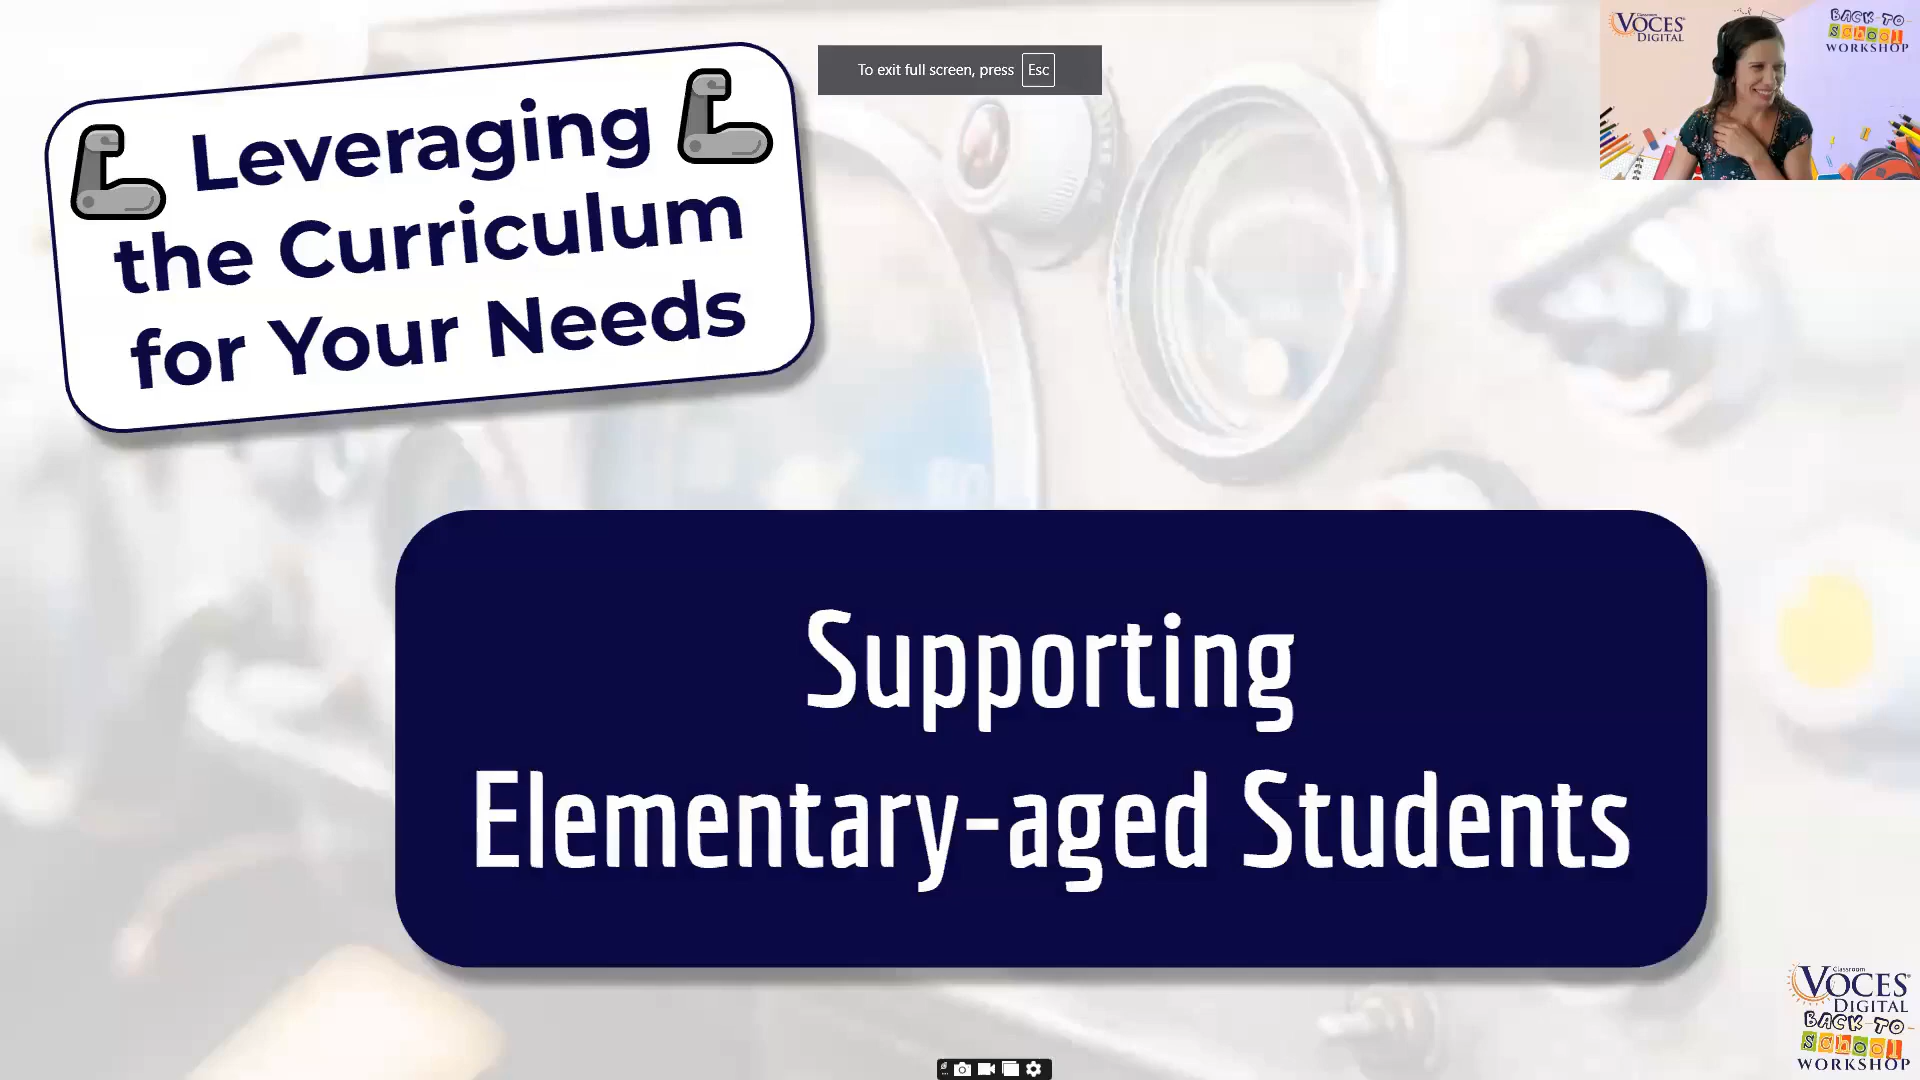 Leveraging
the Curriculum
for Your Needs
To exit full screen, press Esc
VOCES
DIGITAL
BACK-TO-
School
WORKSHOP
Supporting
Elementary-aged Students
Classroom
VOCES
DIGITAL
BACK-TO-
School
WORKSHOP